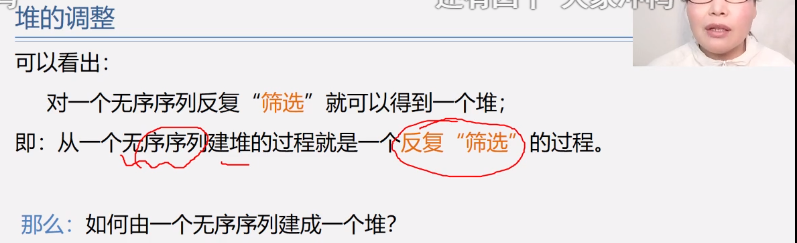 堆的调整
可以看出：
对一个无序序列反复“筛选”就可以得到一个堆；
即：从一个无序序列建堆的过程就是一个反复“筛选”的过程。
那么：如何由一个无序序列建成一个堆？